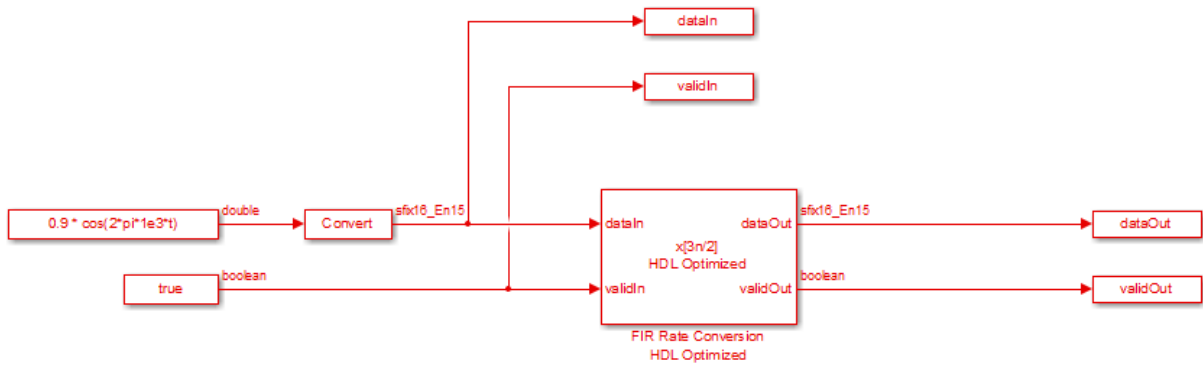 dataIn
validIn
double
sfix16_En15
0.9 * cos(2*pi*1e3*t)
Convert
dataIn
x[3n/2]
HDL Optimized
dataOut
sfix16_En15
dataOut
boolean
true
validIn
validOut
boolean
validOut
FIR Rate Conversion
HDL Optimized